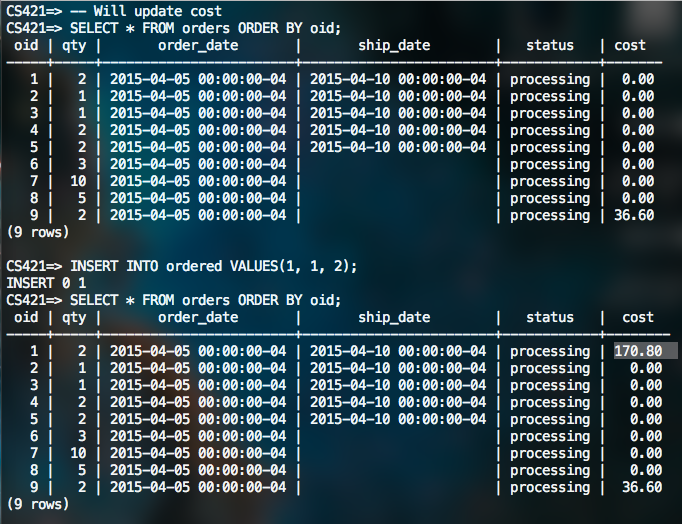 CS421=> -- Will update cost
CS421=> SELECT * FROM orders ORDER BY oid;
 oid | qty |       order_date       |       ship_date        |   status   | cost
-----+-----+------------------------+------------------------+------------+-------
   1 |   2 | 2015-04-05 00:00:00-04 | 2015-04-10 00:00:00-04 | processing |  0.00
   2 |   1 | 2015-04-05 00:00:00-04 | 2015-04-10 00:00:00-04 | processing |  0.00
   3 |   1 | 2015-04-05 00:00:00-04 | 2015-04-10 00:00:00-04 | processing |  0.00
   4 |   2 | 2015-04-05 00:00:00-04 | 2015-04-10 00:00:00-04 | processing |  0.00
   5 |   2 | 2015-04-05 00:00:00-04 | 2015-04-10 00:00:00-04 | processing |  0.00
   6 |   3 | 2015-04-05 00:00:00-04 |                        | processing |  0.00
   7 |  10 | 2015-04-05 00:00:00-04 |                        | processing |  0.00
   8 |   5 | 2015-04-05 00:00:00-04 |                        | processing |  0.00
   9 |   2 | 2015-04-05 00:00:00-04 |                        | processing | 36.60
(9 rows)

CS421=> INSERT INTO ordered VALUES(1, 1, 2);
INSERT 0 1
CS421=> SELECT * FROM orders ORDER BY oid;
 oid | qty |       order_date       |       ship_date        |   status   |  cost
-----+-----+------------------------+------------------------+------------+--------
   1 |   2 | 2015-04-05 00:00:00-04 | 2015-04-10 00:00:00-04 | processing | 170.80
   2 |   1 | 2015-04-05 00:00:00-04 | 2015-04-10 00:00:00-04 | processing |   0.00
   3 |   1 | 2015-04-05 00:00:00-04 | 2015-04-10 00:00:00-04 | processing |   0.00
   4 |   2 | 2015-04-05 00:00:00-04 | 2015-04-10 00:00:00-04 | processing |   0.00
   5 |   2 | 2015-04-05 00:00:00-04 | 2015-04-10 00:00:00-04 | processing |   0.00
   6 |   3 | 2015-04-05 00:00:00-04 |                        | processing |   0.00
   7 |  10 | 2015-04-05 00:00:00-04 |                        | processing |   0.00
   8 |   5 | 2015-04-05 00:00:00-04 |                        | processing |   0.00
   9 |   2 | 2015-04-05 00:00:00-04 |                        | processing |  36.60
(9 rows)